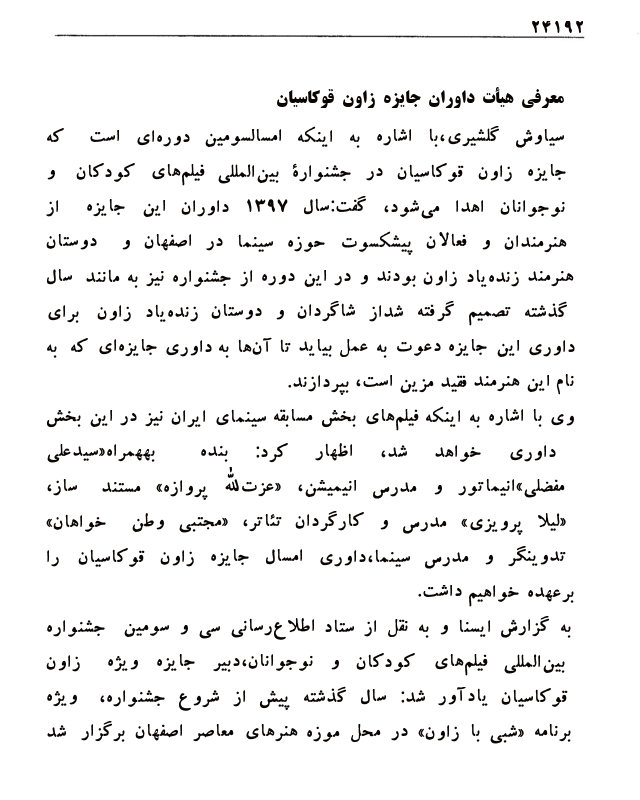 ۲۴۱۹۲
معرفی هیأت داوران جایزه زاون قوکاسیان
سیاوش گلشیری،با اشاره به اینکه امسالسومین دوره‌ای است که
جایزه زاون قوکاسیان در جشنوارهٔ بین‌المللی فیلم‌های کودکان و
نوجوانان اهدا می‌شود، گفت:سال ۱۳۹۷ داوران این جایزه از
هنرمندان و فعالان پیشکسوت حوزه سینما در اصفهان و دوستان
هنرمند زنده‌یاد زاون بودند و در این دوره از جشنواره نیز به مانند سال
گذشته تصمیم گرفته شداز شاگردان و دوستان زنده‌یاد زاون برای
داوری این جایزه دعوت به عمل بیاید تا آن‌ها به داوری جایزه‌ای که به
نام این هنرمند فقید مزین است، بپردازند.
وی با اشاره به اینکه فیلم‌های بخش مسابقه سینمای ایران نیز در این بخش
داوری خواهد شد، اظهار کرد: بنده بههمراه«سیدعلی
مفضلی»انیماتور و مدرس انیمیشن، «عزت‌الله پروازه» مستند ساز،
«لیلا پرویزی» مدرس و کارگردان تئاتر، «مجتبی وطن خواهان»
تدوینگر و مدرس سینما،داوری امسال جایزه زاون قوکاسیان را
برعهده خواهیم داشت.
به گزارش ایسنا و به نقل از ستاد اطلاع‌رسانی سی و سومین جشنواره
بین‌المللی فیلم‌های کودکان و نوجوانان،دبیر جایزه ویژه زاون
قوکاسیان یادآور شد: سال گذشته پیش از شروع جشنواره، ویژه
برنامه «شبی با زاون» در محل موزه هنرهای معاصر اصفهان برگزار شد